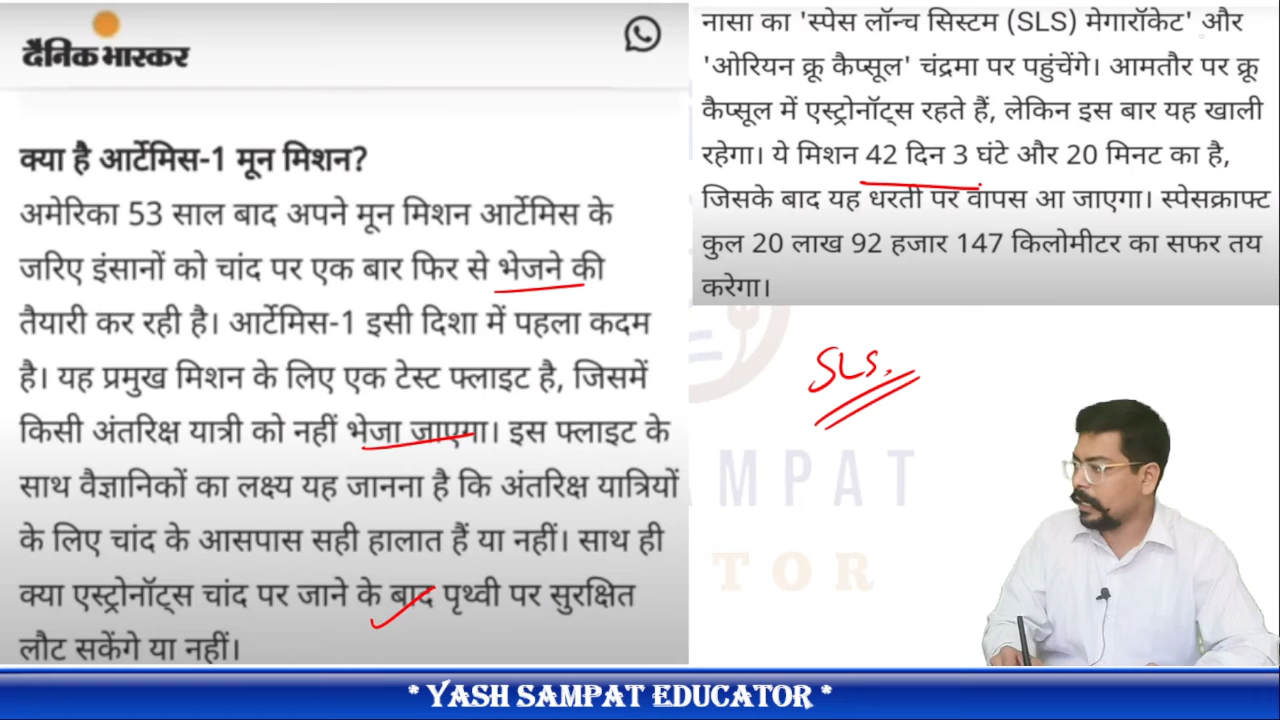 दैनिक भास्कर
क्या है आर्टेमिस-1 मून मिशन?
अमेरिका 53 साल बाद अपने मून मिशन आर्टेमिस के
जरिए इंसानों को चांद पर एक बार फिर से भेजने की
तैयारी कर रही है। आर्टेमिस-1 इसी दिशा में पहला कदम
है। यह प्रमुख मिशन के लिए एक टेस्ट फ्लाइट है, जिसमें
किसी अंतरिक्ष यात्री को नहीं भेजा जाएगा। इस फ्लाइट के
साथ वैज्ञानिकों का लक्ष्य यह जानना है कि अंतरिक्ष यात्रियों
के लिए चांद के आसपास सही हालात हैं या नहीं। साथ ही
क्या एस्ट्रोनॉट्स चांद पर जाने के बाद पृथ्वी पर सुरक्षित
लौट सकेंगे या नहीं।
नासा का 'स्पेस लॉन्च सिस्टम (SLS) मेगारॉकेट' और
'ओरियन क्रू कैप्सूल' चंद्रमा पर पहुंचेंगे। आमतौर पर क्रू
कैप्सूल में एस्ट्रोनॉट्स रहते हैं, लेकिन इस बार यह खाली
रहेगा। ये मिशन 42 दिन 3 घंटे और 20 मिनट का है,
जिसके बाद यह धरती पर वापस आ जाएगा। स्पेसक्राफ्ट
कुल 20 लाख 92 हजार 147 किलोमीटर का सफर तय
करेगा।
SLS.
AMPAT
TOR
* YASH SAMPAT EDUCATOR *